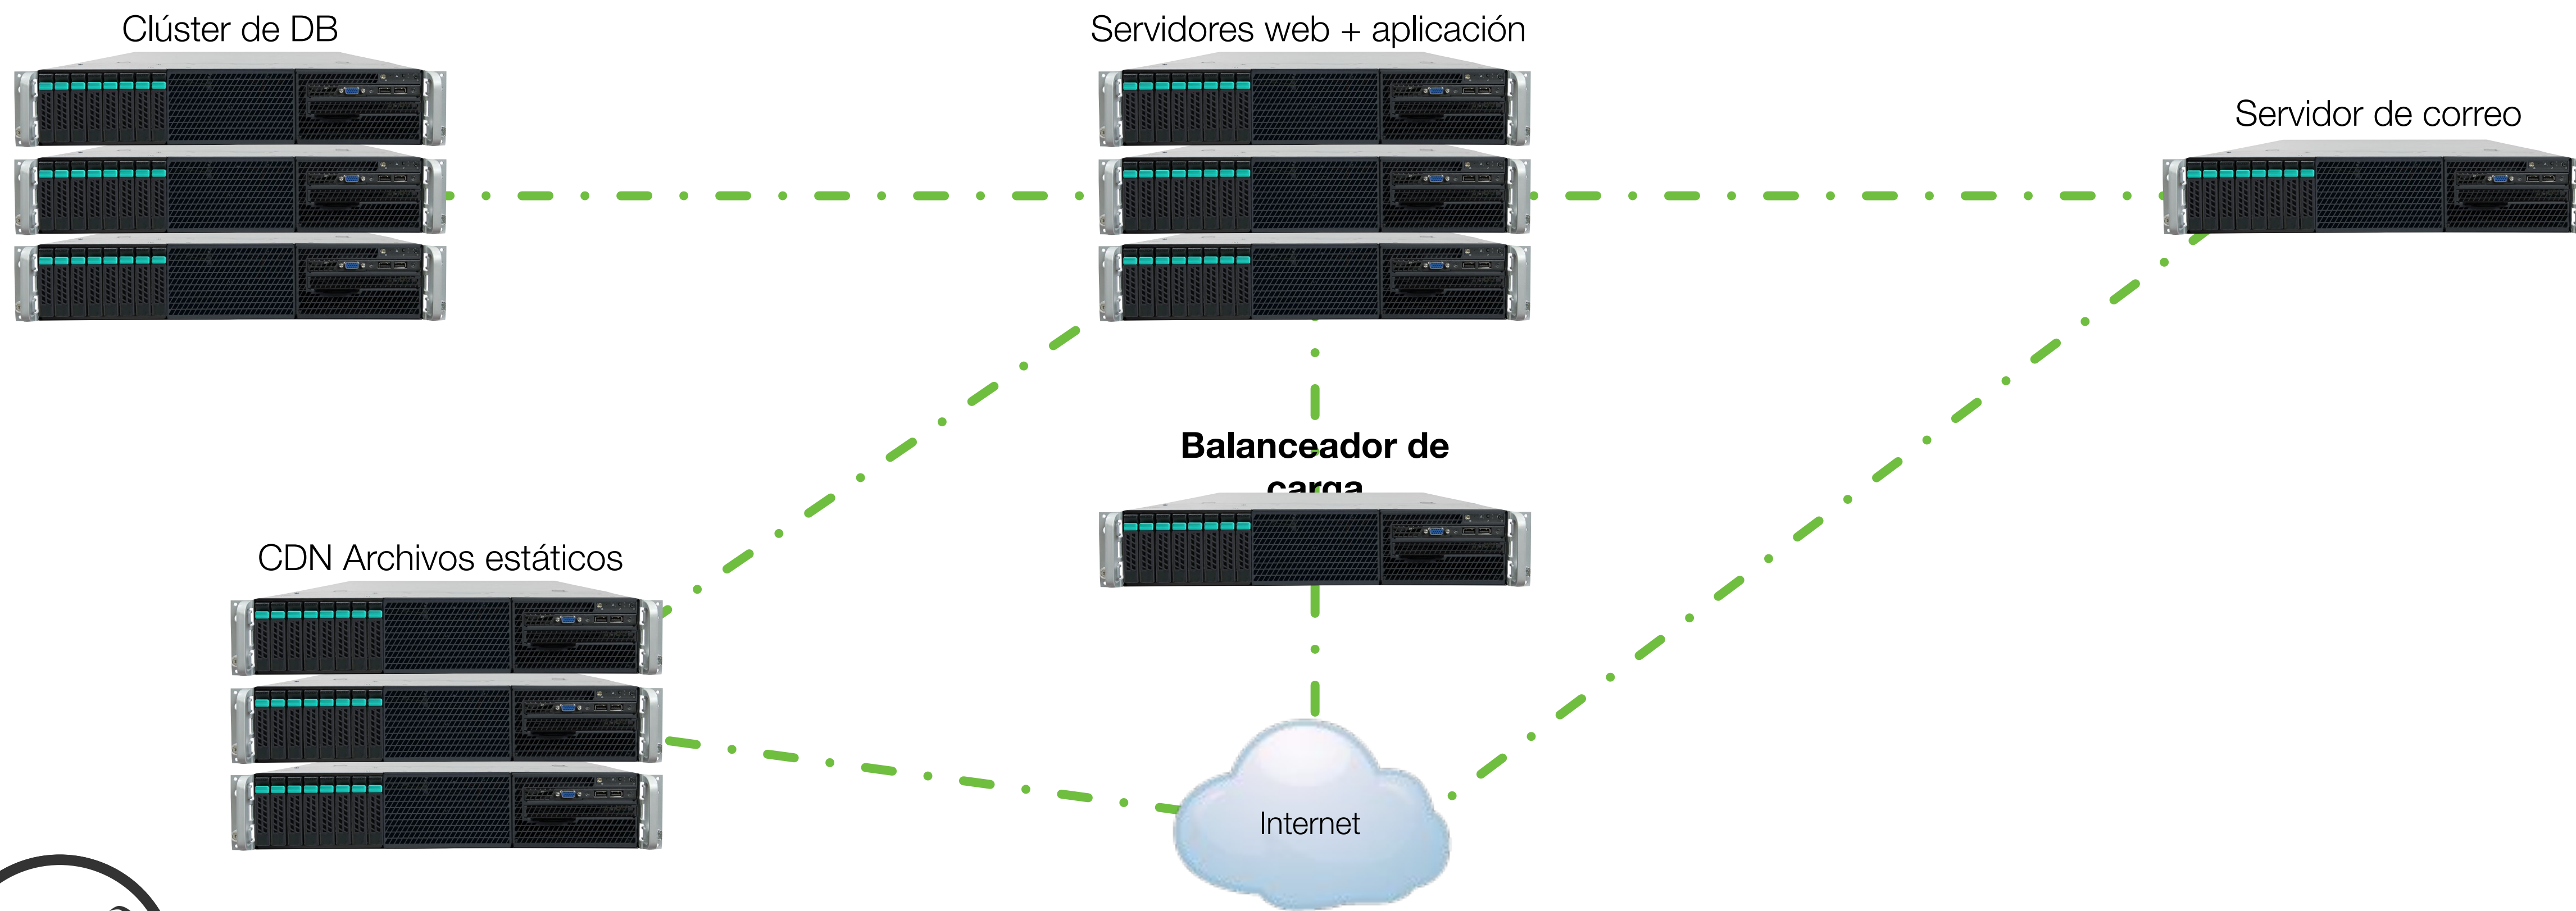 Clúster de DB
Servidores web + aplicación
Servidor de correo
Balanceador de
carga
CDN Archivos estáticos
Internet